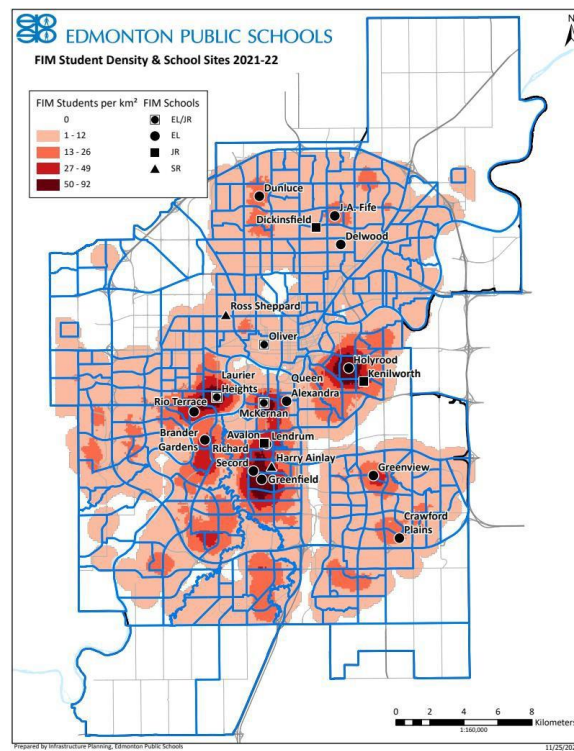 EDMONTON PUBLIC SCHOOLS
FIM Student Density & School Sites 2021-22
FIM Students per km²
0
1 - 12
13 - 26
27 - 49
50 - 92
FIM Schools
EL/JR
EL
JR
SR
N
Dunluce
J.A. Fife
Dickinsfield
Delwood
Ross Sheppard
Oliver
Holyrood
Kenilworth
Laurier
Heights
Queen
Alexandra
Rio Terrace
McKernan
Brander
Gardens
Avalon
Lendrum
Richard
Secord
Harry Ainlay
Greenfield
Greenview
Crawford
Plains
0 2 4 6 8
Kilometers
1:160,000
Prepared by Infrastructure Planning, Edmonton Public Schools